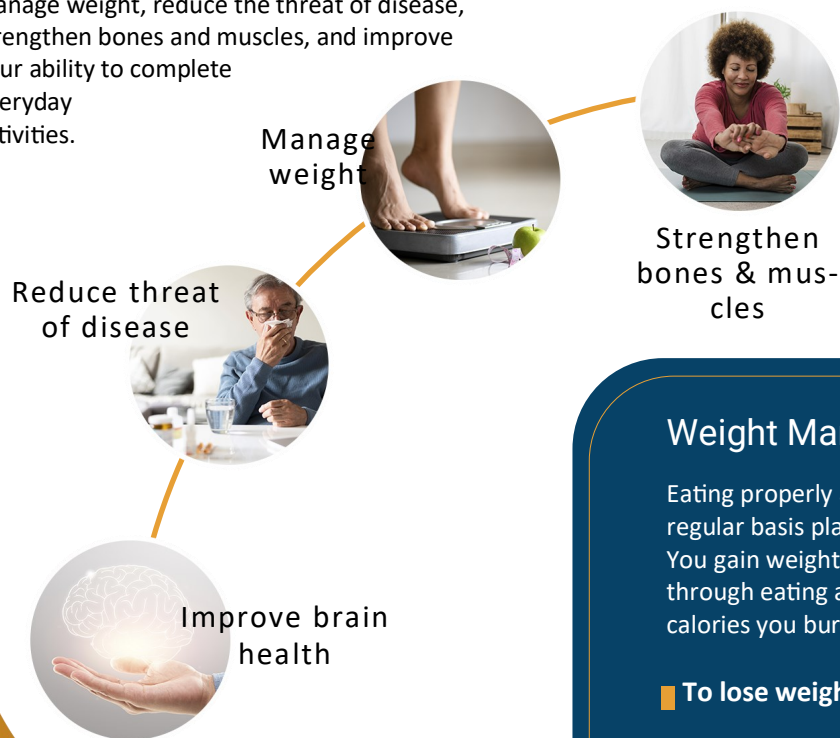 anage weight, reduce the threat of disease,
rengthen bones and muscles, and improve
ur ability to complete
eryday
tivities.
Manage
weight
Strengthen
bones & mus-
cles
Reduce threat
of disease
Improve brain
health
Weight Ma
Eating properly
regular basis pla
You gain weight
through eating a
calories you bur
To lose weigh